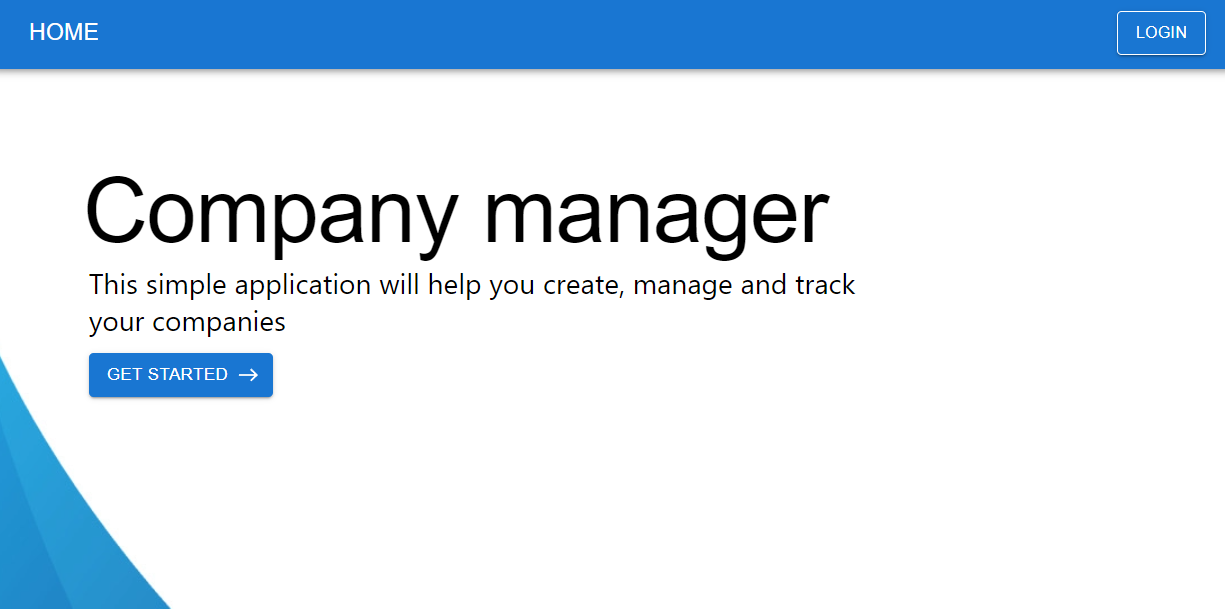 HOME
LOGIN
Company manager
This simple application will help you create, manage and track
your companies
GET STARTED →